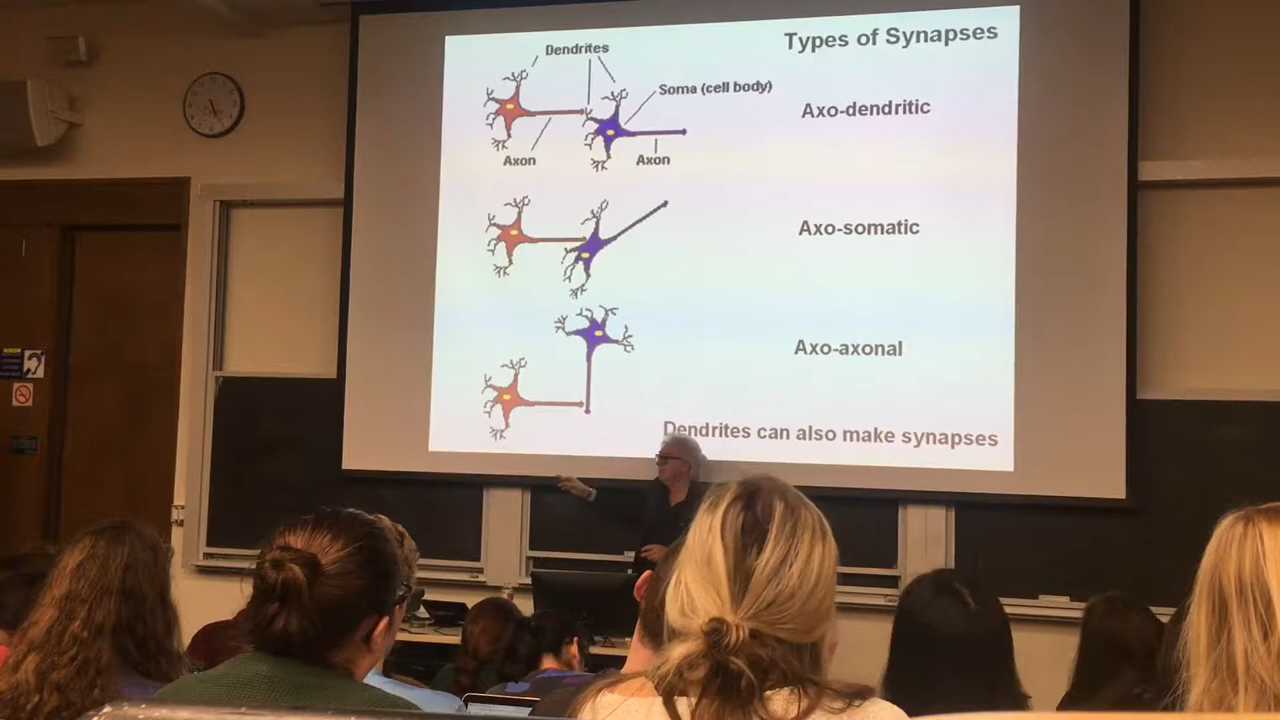 Types of Synapses
Dendrites
Soma (cell body)
Axo-dendritic
Axon
Axon
Axo-somatic
Axo-axonal
Dendrites can also make synapses